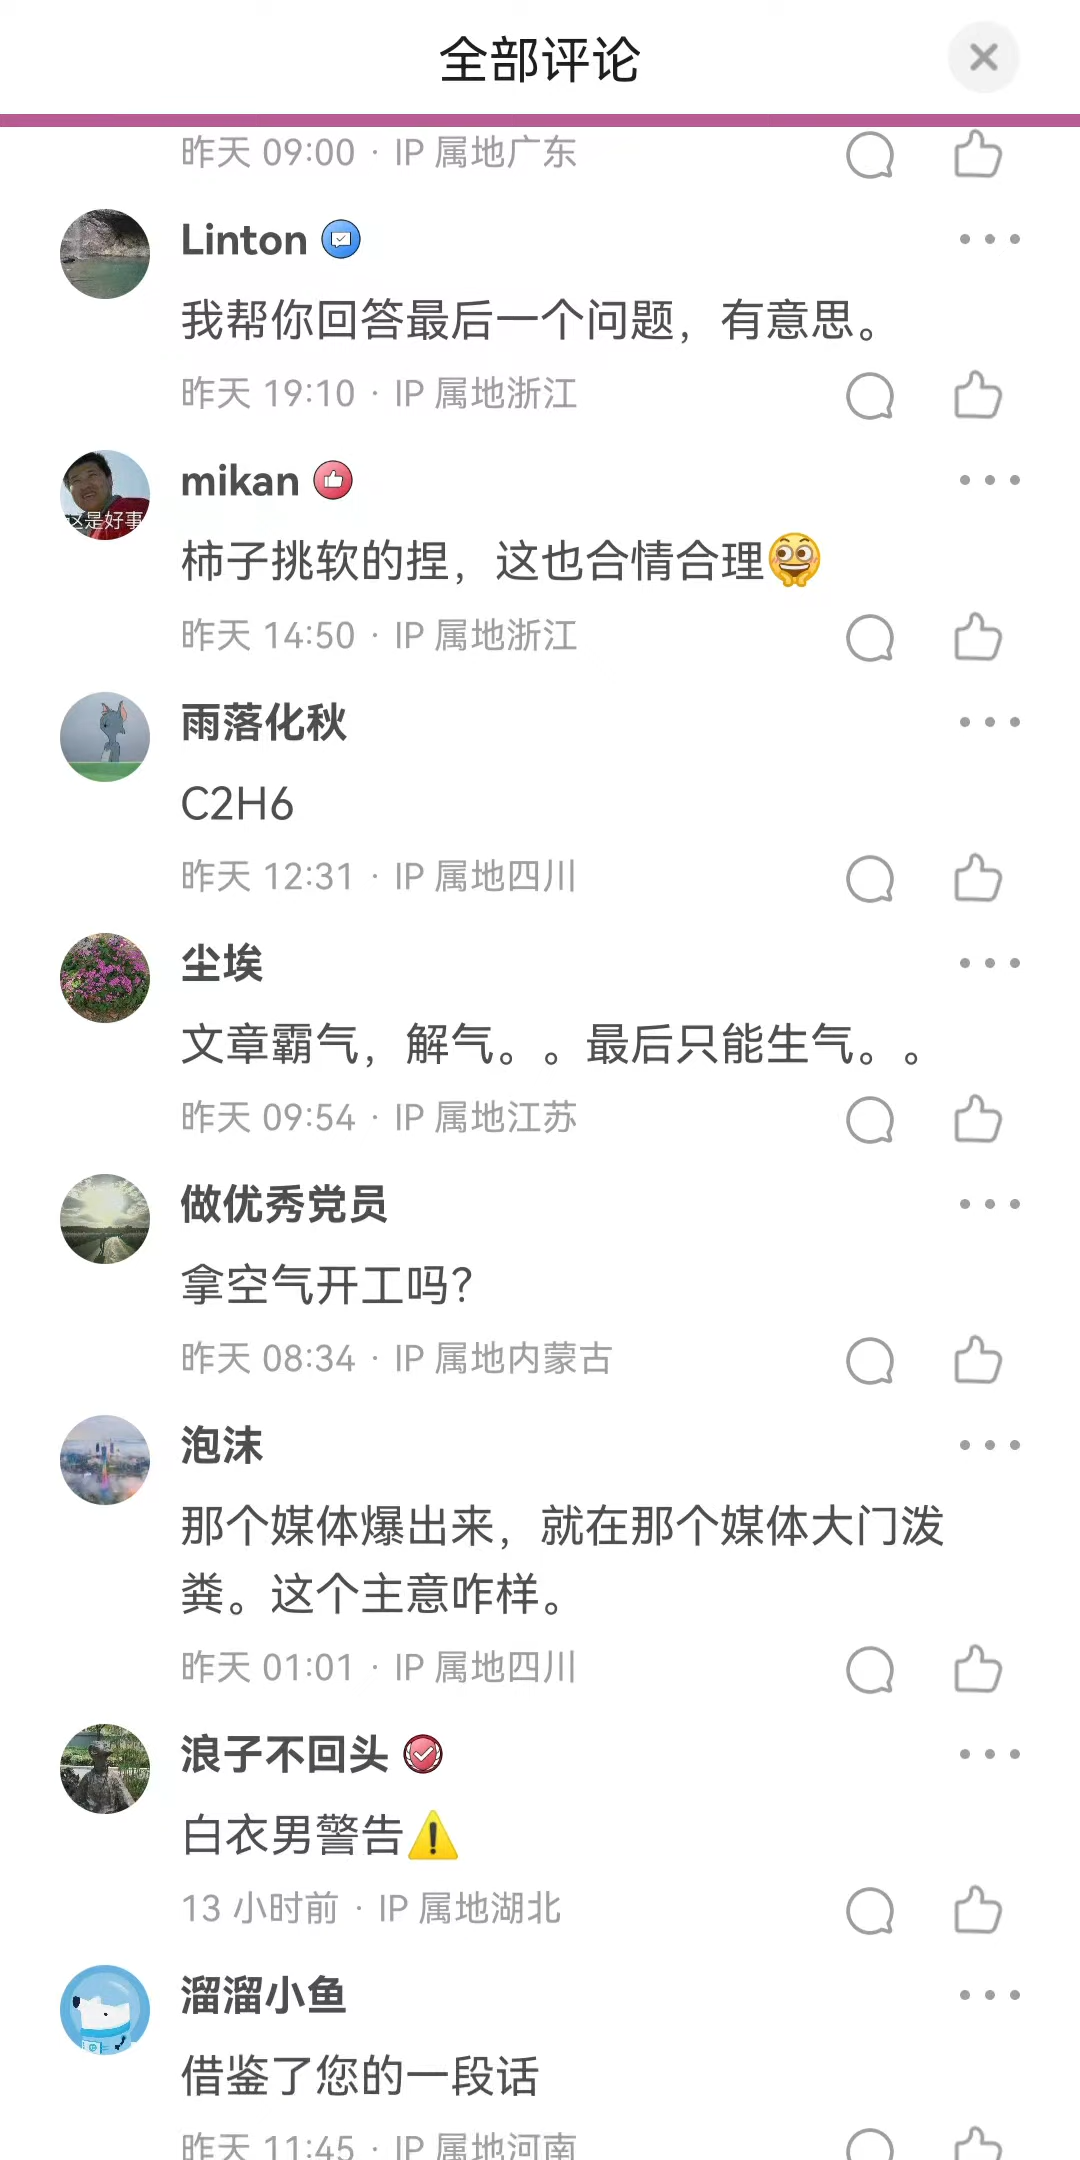 全部评论
昨天 09:00 · IP 属地广东
Linton
我帮你回答最后一个问题，有意思。
昨天 19:10 · IP 属地浙江
mikan
这是好事
柿子挑软的捏，这也合情合理
昨天 14:50 · IP 属地浙江
雨落化秋
C2H6
昨天 12:31 · IP 属地四川
尘埃
文章霸气，解气。。最后只能生气。。
昨天 09:54 · IP 属地江苏
做优秀党员
拿空气开工吗？
昨天 08:34 · IP 属地内蒙古
泡沫
那个媒体爆出来，就在那个媒体大门泼
粪。这个主意咋样。
昨天 01:01 · IP 属地四川
浪子不回头
白衣男警告⚠️
13 小时前 · IP 属地湖北
溜溜小鱼
借鉴了您的一段话
昨天 11:45 · IP 属地河南